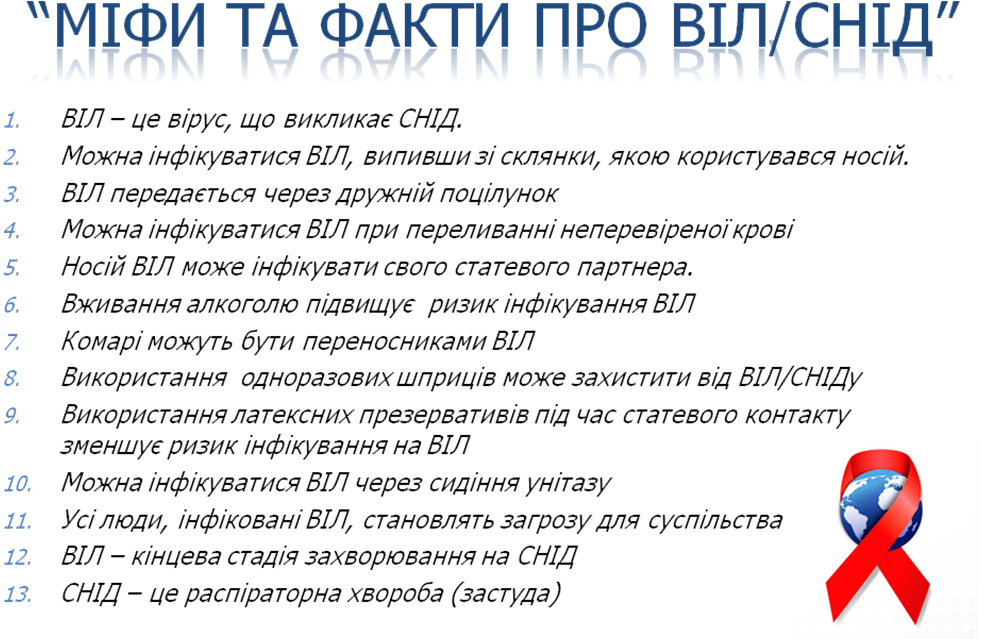 “МІФИ ТА ФАКТИ ПРО ВІЛ/СНІД”
1. ВІЛ – це вірус, що викликає СНІД.
2. Можна інфікуватися ВІЛ, випивши зі склянки, якою користувався носій.
3. ВІЛ передається через дружній поцілунок
4. Можна інфікуватися ВІЛ при переливанні неперевіреної крові
5. Носій ВІЛ може інфікувати свого статевого партнера.
6. Вживання алкоголю підвищує ризик інфікування ВІЛ
7. Комарі можуть бути переносниками ВІЛ
8. Використання одноразових шприців може захистити від ВІЛ/СНІДу
9. Використання латексних презервативів під час статевого контакту
зменшує ризик інфікування на ВІЛ
10. Можна інфікуватися ВІЛ через сидіння унітазу
11. Усі люди, інфіковані ВІЛ, становлять загрозу для суспільства
12. ВІЛ – кінцева стадія захворювання на СНІД
13. СНІД – це распіраторна хвороба (застуда)